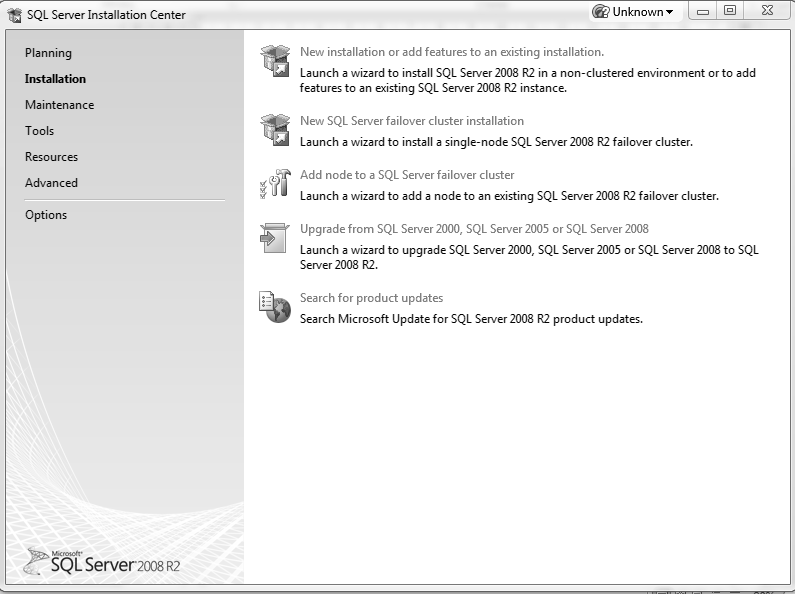 SQL Server Installation Center
Unknown
Planning
Installation
Maintenance
Tools
Resources
Advanced
Options
New installation or add features to an existing installation.
Launch a wizard to install SQL Server 2008 R2 in a non-clustered environment or to add
features to an existing SQL Server 2008 R2 instance.
New SQL Server failover cluster installation
Launch a wizard to install a single-node SQL Server 2008 R2 failover cluster.
Add node to a SQL Server failover cluster
Launch a wizard to add a node to an existing SQL Server 2008 R2 failover cluster.
Upgrade from SQL Server 2000, SQL Server 2005 or SQL Server 2008
Launch a wizard to upgrade SQL Server 2000, SQL Server 2005 or SQL Server 2008 to SQL
Server 2008 R2.
Search for product updates
Search Microsoft Update for SQL Server 2008 R2 product updates.
Microsoft®
SQL Server 2008 R2